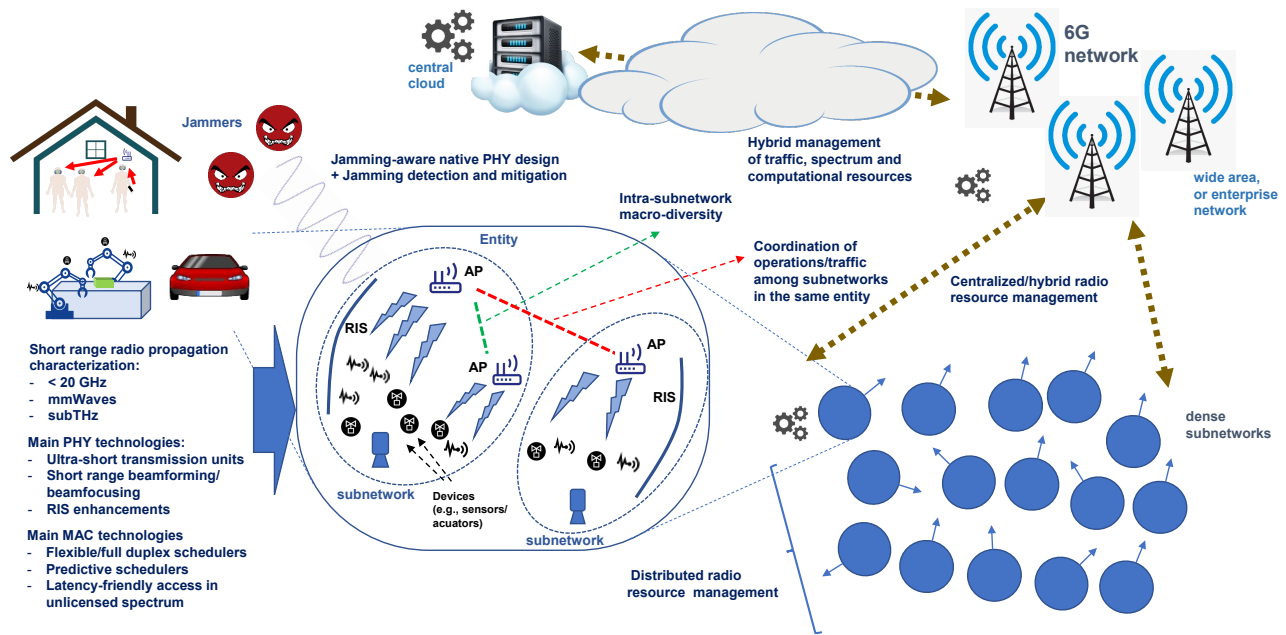 6G
network
central
cloud
Jammers
Jamming-aware native PHY design
+ Jamming detection and mitigation
Hybrid management
of traffic, spectrum and
computational resources
wide area,
or enterprise
network
Intra-subnetwork
macro-diversity
Entity
Coordination of
operations/traffic
among subnetworks
in the same entity
Centralized/hybrid radio
resource management
AP
RIS
AP
AP
RIS
Short range radio propagation
characterization:
- < 20 GHz
- mmWaves
- subTHz
Main PHY technologies:
- Ultra-short transmission units
- Short range beamforming/
beamfocusing
- RIS enhancements
Main MAC technologies
- Flexible/full duplex schedulers
- Predictive schedulers
- Latency-friendly access in
unlicensed spectrum
subnetwork
Devices
(e.g., sensors/
acuators)
subnetwork
dense
subnetworks
Distributed radio
resource management